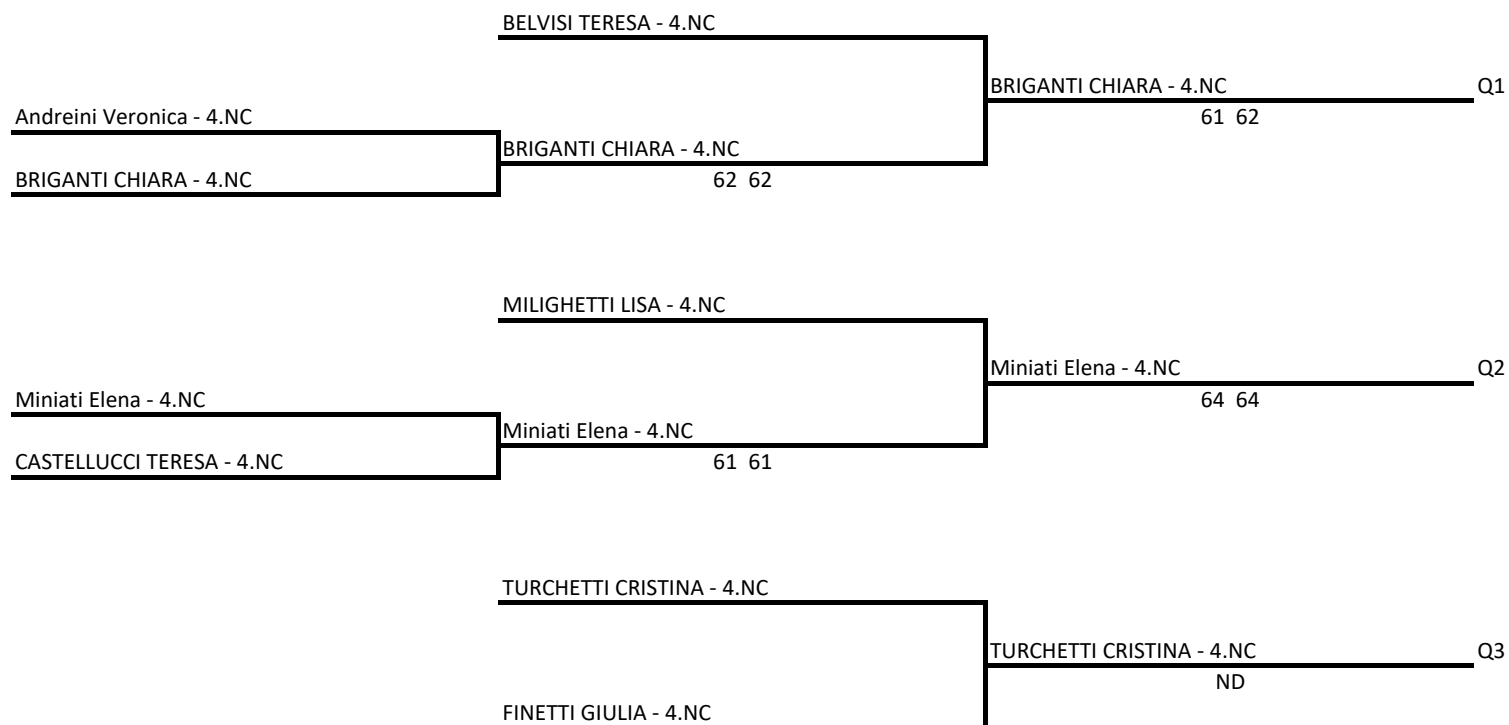 BELVISI TERESA - 4.NC
BRIGANTI CHIARA - 4.NC Q1
Andreini Veronica - 4.NC
61 62
BRIGANTI CHIARA - 4.NC
BRIGANTI CHIARA - 4.NC
62 62
MILIGHETTI LISA - 4.NC
Miniati Elena - 4.NC Q2
Miniati Elena - 4.NC
64 64
Miniati Elena - 4.NC
CASTELLUCCI TERESA - 4.NC
61 61
TURCHETTI CRISTINA - 4.NC
TURCHETTI CRISTINA - 4.NC Q3
ND
FINETTI GIULIA - 4.NC